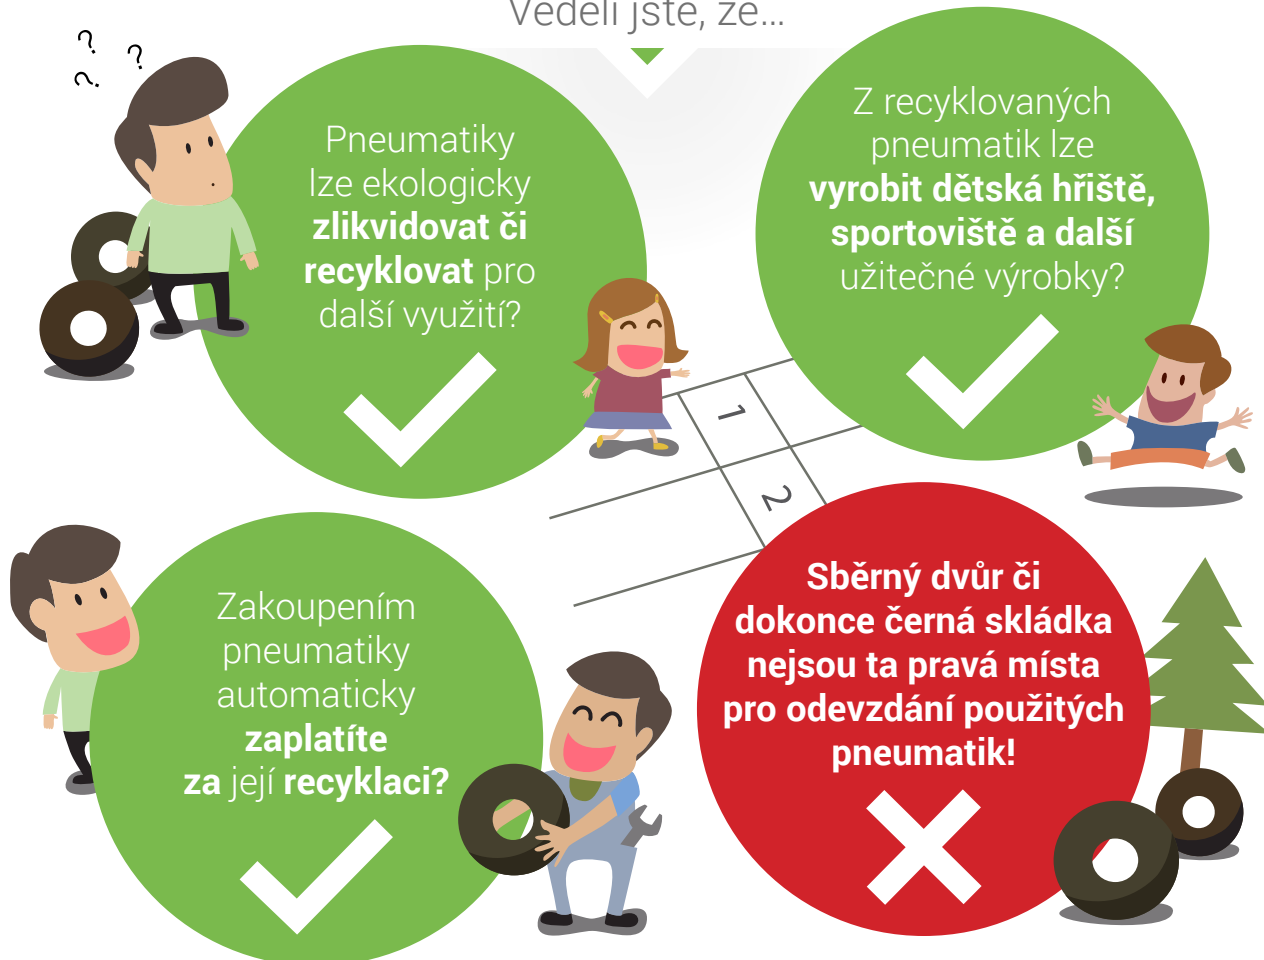 Věděli jste, že...
? ? ?
Pneumatiky
lze ekologicky
zlikvidovat či
recyklovat pro
další využití?
Z recyklovaných
pneumatik lze
vyrobit dětská hřiště,
sportoviště a další
užitečné výrobky?
1
2
Zakoupením
pneumatiky
automaticky
zaplatíte
za její recyklaci?
Sběrný dvůr či
dokonce černá skládka
nejsou ta pravá místa
pro odevzdání použitých
pneumatik!